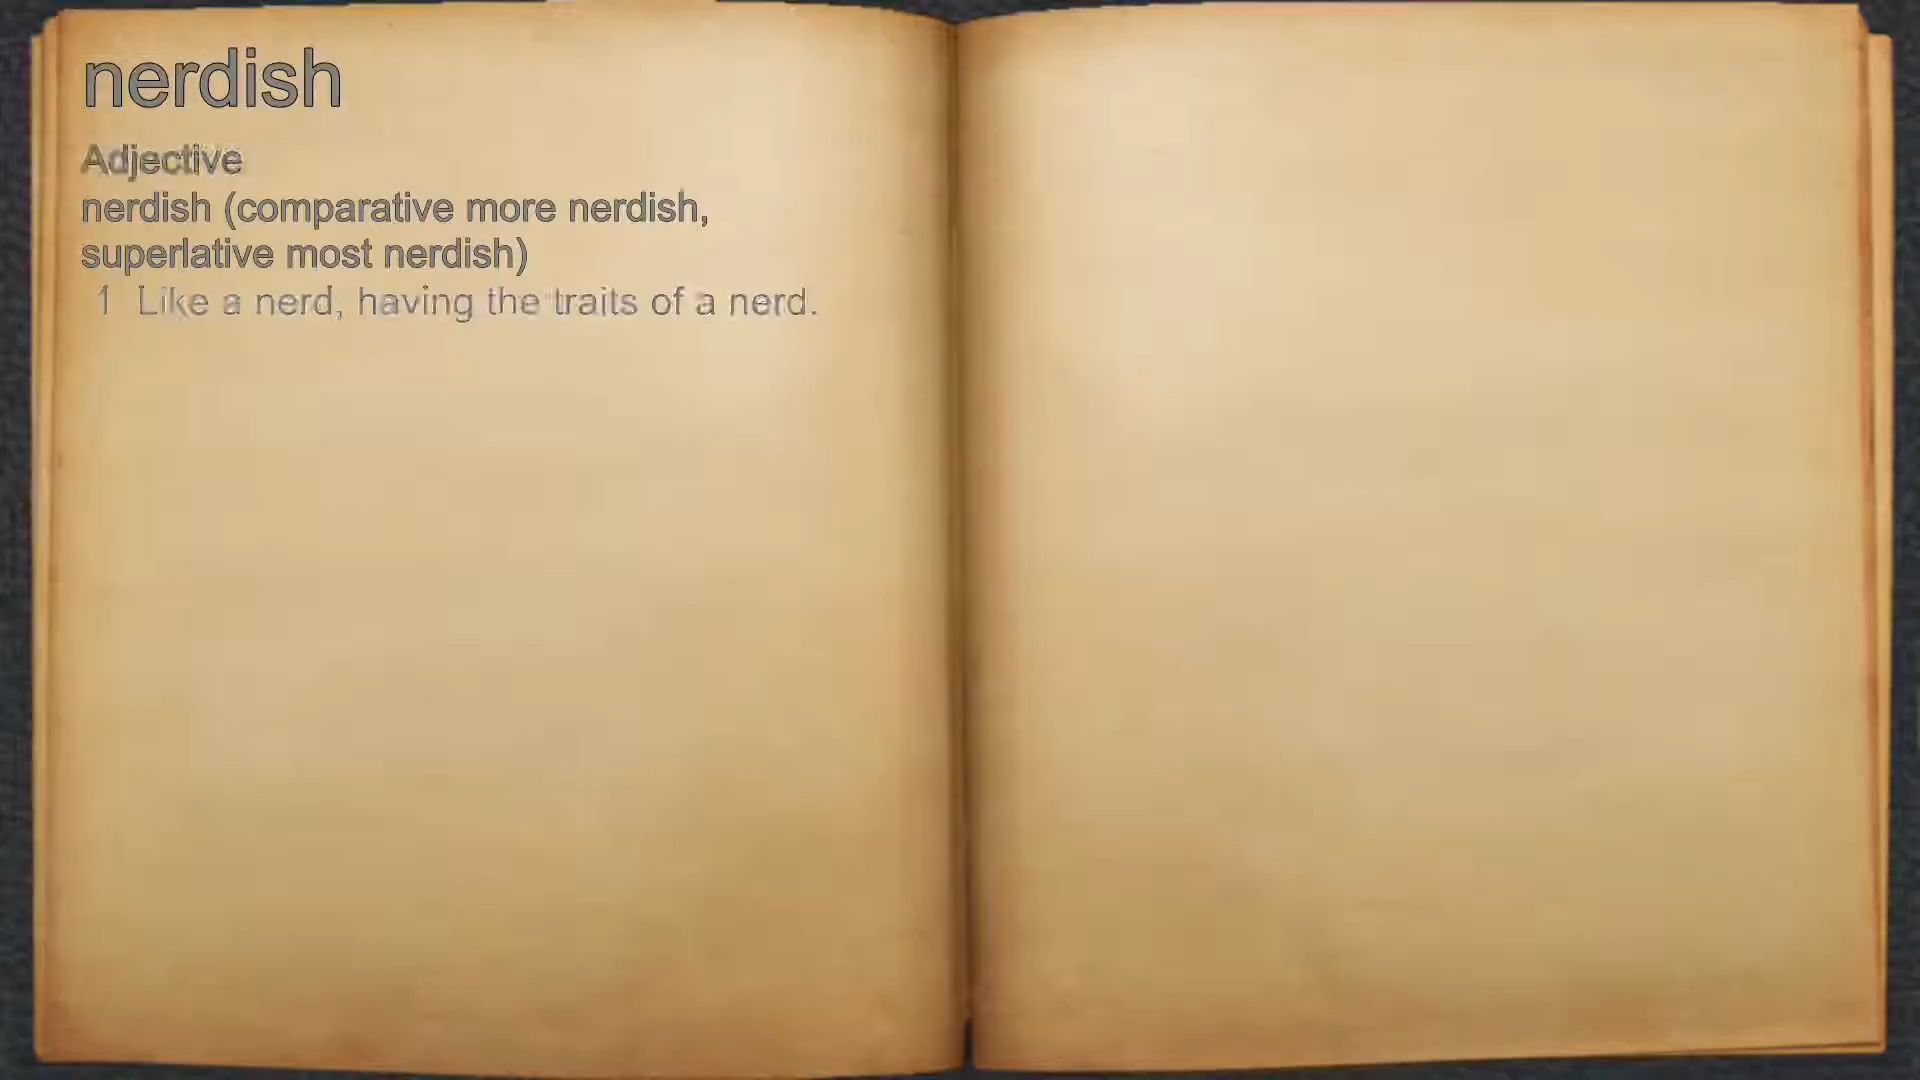 nerdish
Adjective
nerdish (comparative more nerdish,
superlative most nerdish)
1 Like a nerd, having the traits of a nerd.